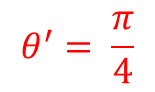 θ′ = π/4